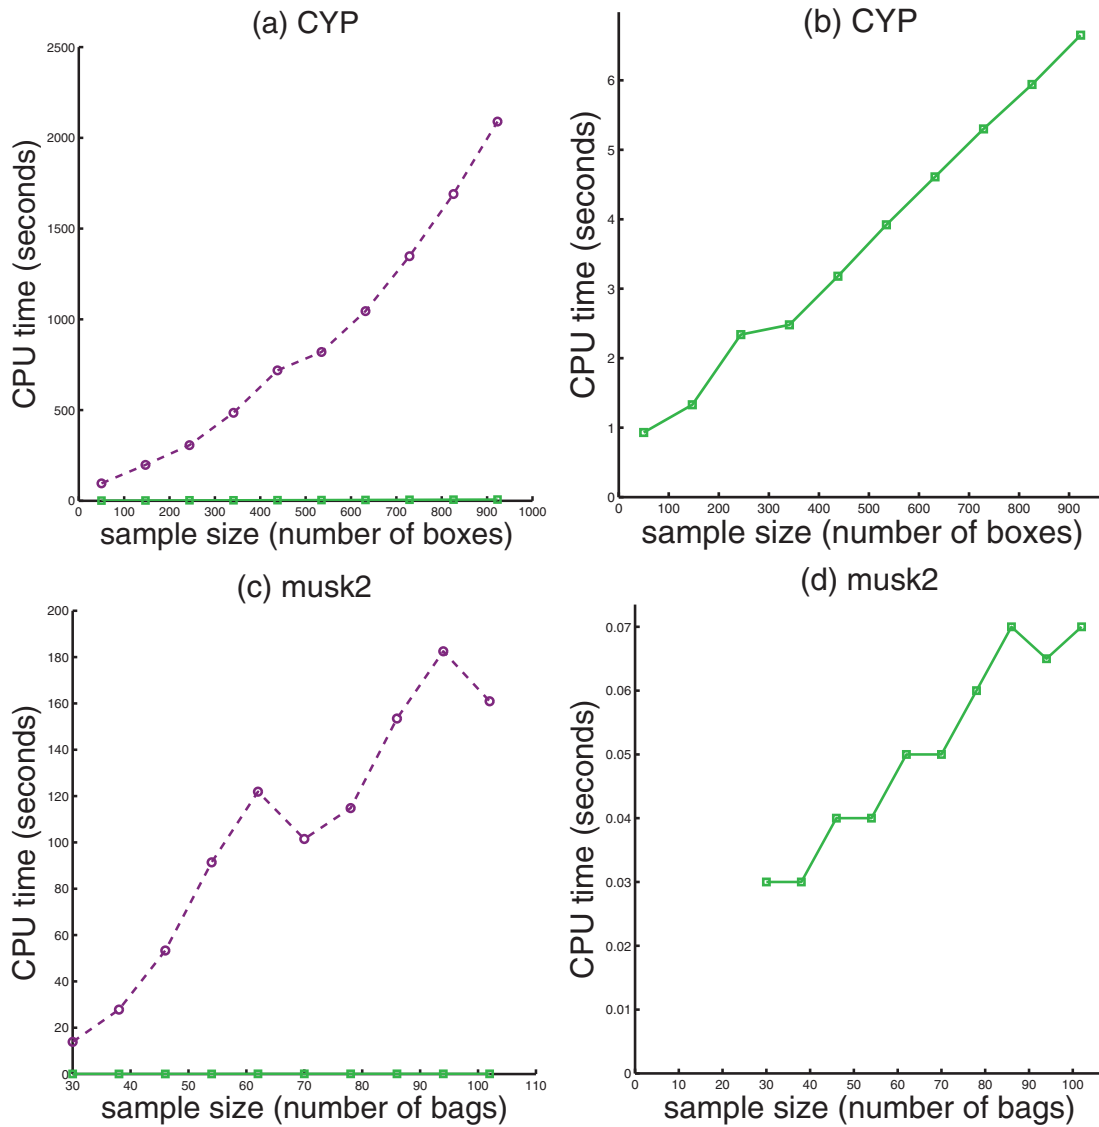 (a) CYP
2500
2000
1500
1000
500
0
0 100 200 300 400 500 600 700 800 900 1000
CPU time (seconds)
sample size (number of boxes)
(b) CYP
6
5
4
3
2
1
0
0 100 200 300 400 500 600 700 800 900
CPU time (seconds)
sample size (number of boxes)
(c) musk2
200
180
160
140
120
100
80
60
40
20
0
30 40 50 60 70 80 90 100 110
CPU time (seconds)
sample size (number of bags)
(d) musk2
0.07
0.06
0.05
0.04
0.03
0.02
0.01
0
0 10 20 30 40 50 60 70 80 90 100
CPU time (seconds)
sample size (number of bags)